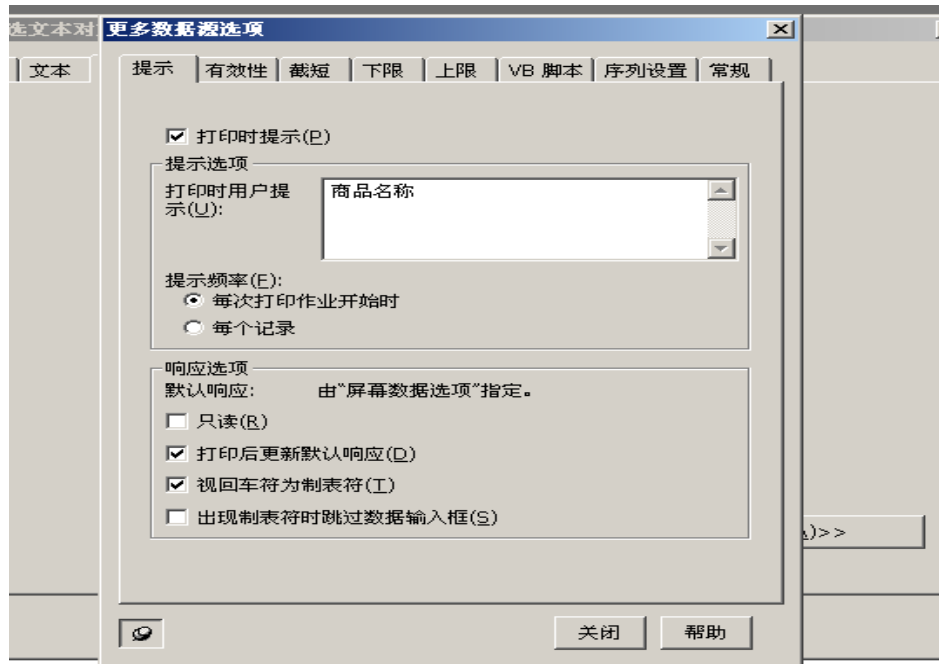 选文本对
更多数据源选项
文本
提示 有效性 截短 下限 上限 VB 脚本 序列设置 常规
打印时提示(P)
提示选项
打印时用户提
示(U):
商品名称
提示频率(F):
每次打印作业开始时
每个记录
响应选项
默认响应: 由"屏幕数据选项"指定。
只读(R)
打印后更新默认响应(D)
视回车符为制表符(T)
出现制表符时跳过数据输入框(S)
)>>
关闭 帮助